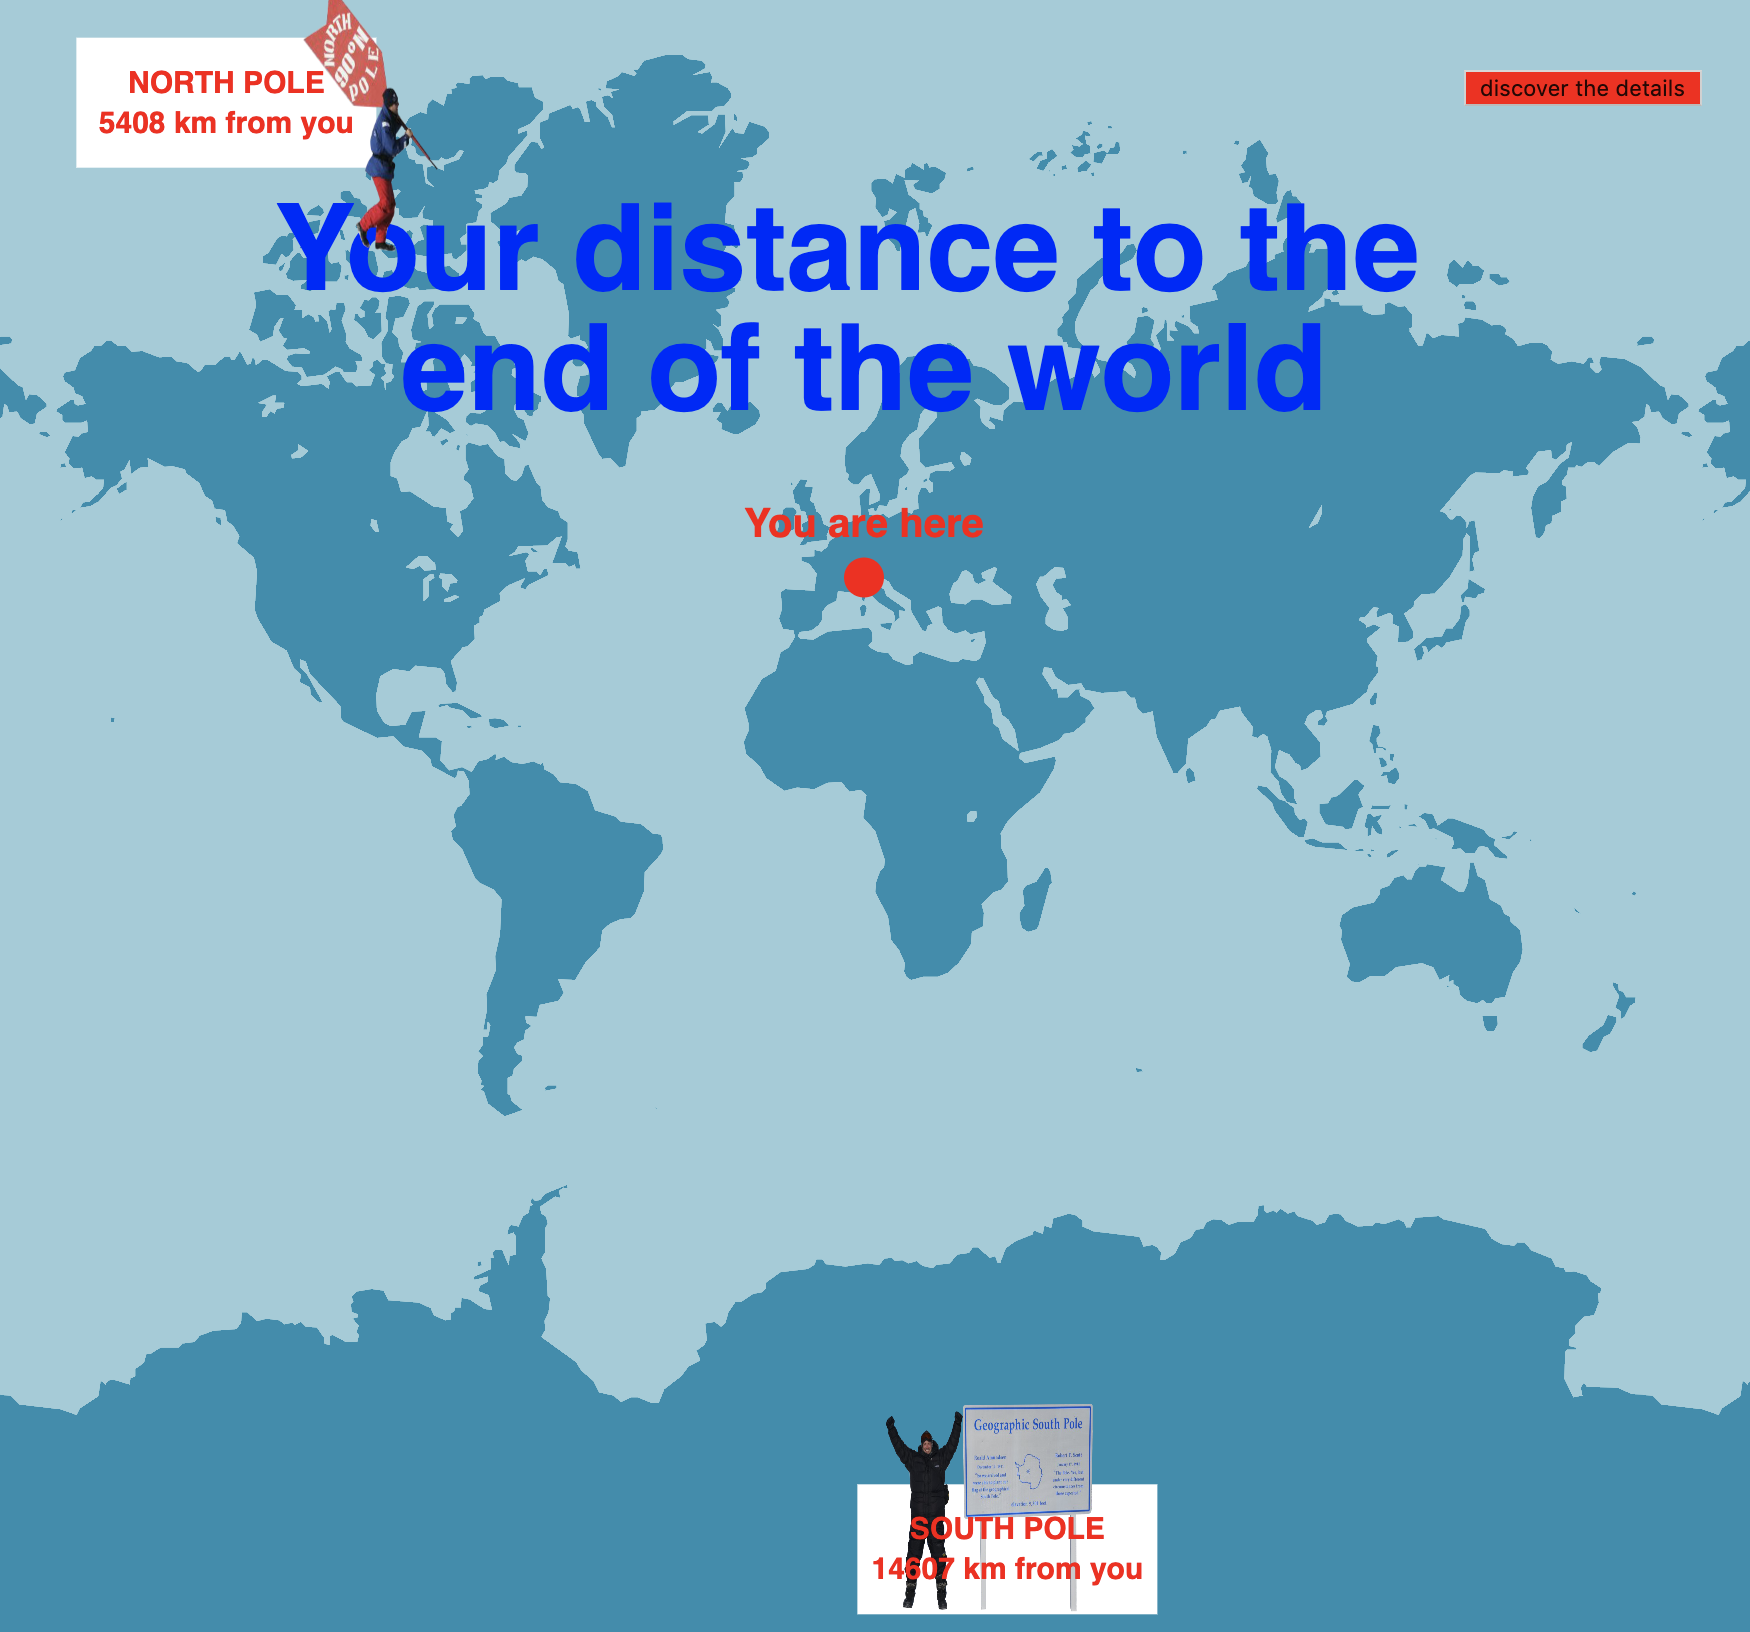 NORTH
90°N
POLE
NORTH POLE
5408 km from you
discover the details
Your distance to the
end of the world
You are here
Geographic South Pole
SOUTH POLE
14607 km from you